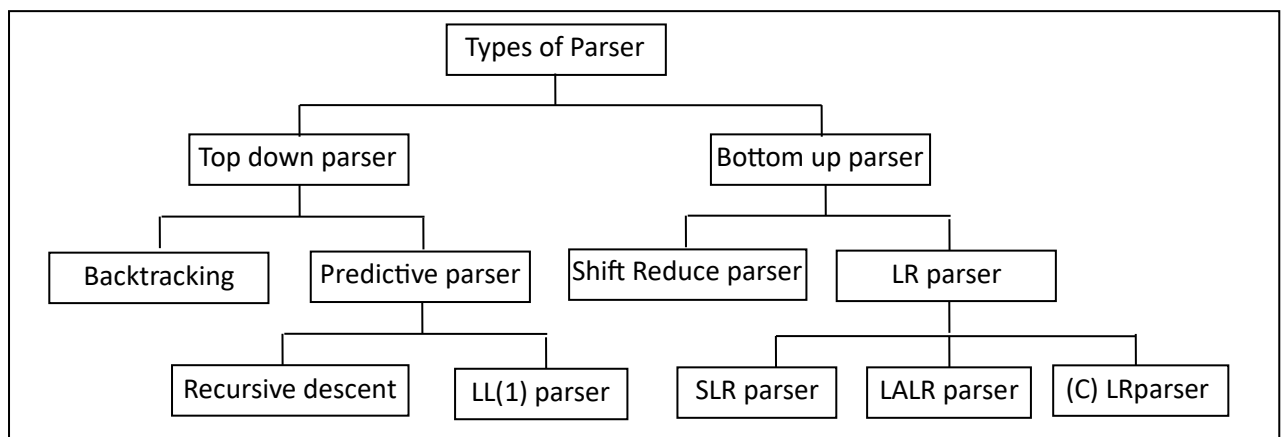 Types of Parser
Top down parser
Bottom up parser
Backtracking
Predictive parser
Shift Reduce parser
LR parser
Recursive descent
LL(1) parser
SLR parser
LALR parser
(C) LRparser